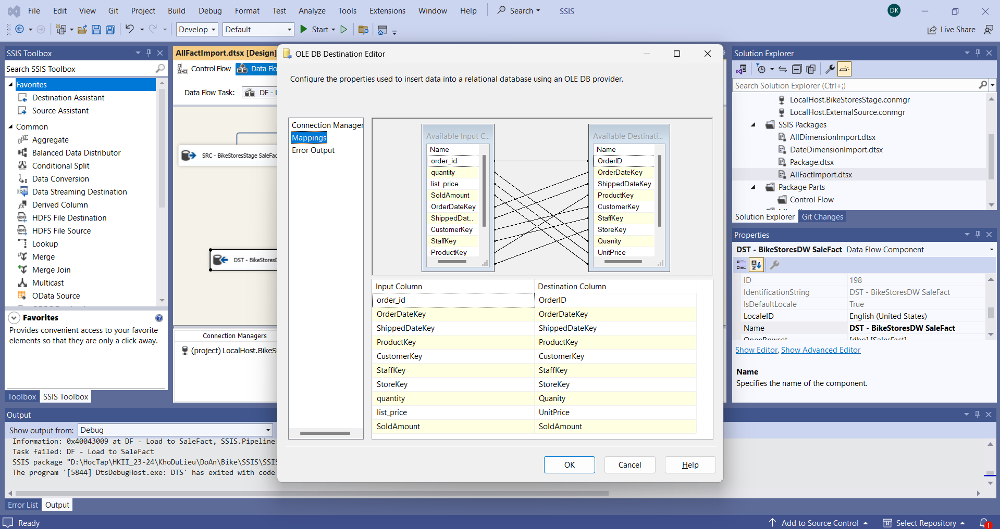 File Edit View Git Project Build Debug Format Test Analyze Tools Extensions Window Help Search SSIS DK
Develop Default Start Live Share
SSIS Toolbox
Search SSIS Toolbox
Favorites
Destination Assistant
Source Assistant
Common
Aggregate
Balanced Data Distributor
Conditional Split
Data Conversion
Data Streaming Destination
Derived Column
HDFS File Destination
HDFS File Source
Lookup
Merge
Merge Join
Multicast
OData Source
Favorites
Provides convenient access to your favorite
elements so that they are only a click away.
Toolbox SSIS Toolbox
AllFactImport.dtsx [Design]
Control Flow Data Flo
Data Flow Task: DF - L
SRC - BikeStoresStage SaleFac
DST - BikeStoresD
Connection Managers
(project) LocalHost.BikeS
OLE DB Destination Editor
Configure the properties used to insert data into a relational database using an OLE DB provider.
Connection Manager
Mappings
Error Output
Available Input C...
Name
order_id
quantity
list_price
SoldAmount
OrderDateKey
ShippedDat...
CustomerKey
StaffKey
ProductKey
Available Destinati...
Name
OrderID
OrderDateKey
ShippedDateKey
ProductKey
CustomerKey
StaffKey
StoreKey
Quanity
UnitPrice
Input Column Destination Column
order_id OrderID
OrderDateKey OrderDateKey
ShippedDateKey ShippedDateKey
ProductKey ProductKey
CustomerKey CustomerKey
StaffKey StaffKey
StoreKey StoreKey
quantity Quanity
list_price UnitPrice
SoldAmount SoldAmount
OK Cancel Help
Solution Explorer
Search Solution Explorer (Ctrl+;)
LocalHost.BikeStoresStage.conmgr
LocalHost.ExternalSource.conmgr
SSIS Packages
AllDimensionImport.dtsx
DateDimensionImport.dtsx
Package.dtsx
AllFactImport.dtsx
Package Parts
Control Flow
Solution Explorer Git Changes
Properties
DST - BikeStoresDW SaleFact Data Flow Component
ID 198
IdentificationString DST - BikeStoresDW SaleFact
IsDefaultLocale True
LocaleID English (United States)
Name DST - BikeStoresDW SaleFact
OpenRowset [dbo].[SalesFact]
Show Editor, Show Advanced Editor
Name
Specifies the name of the component.
Output
Show output from: Debug
Information: 0x40043009 at DF - Load to SaleFact, SSIS.Pipeline:
Task failed: DF - Load to SaleFact
SSIS package "D:\HocTap\HKII_23-24\KhoDuLieu\DoAn\Bike\SSIS\SSIS
The program '[5844] DtsDebugHost.exe: DTS' has exited with code
Error List Output
Ready Add to Source Control Select Repository 1